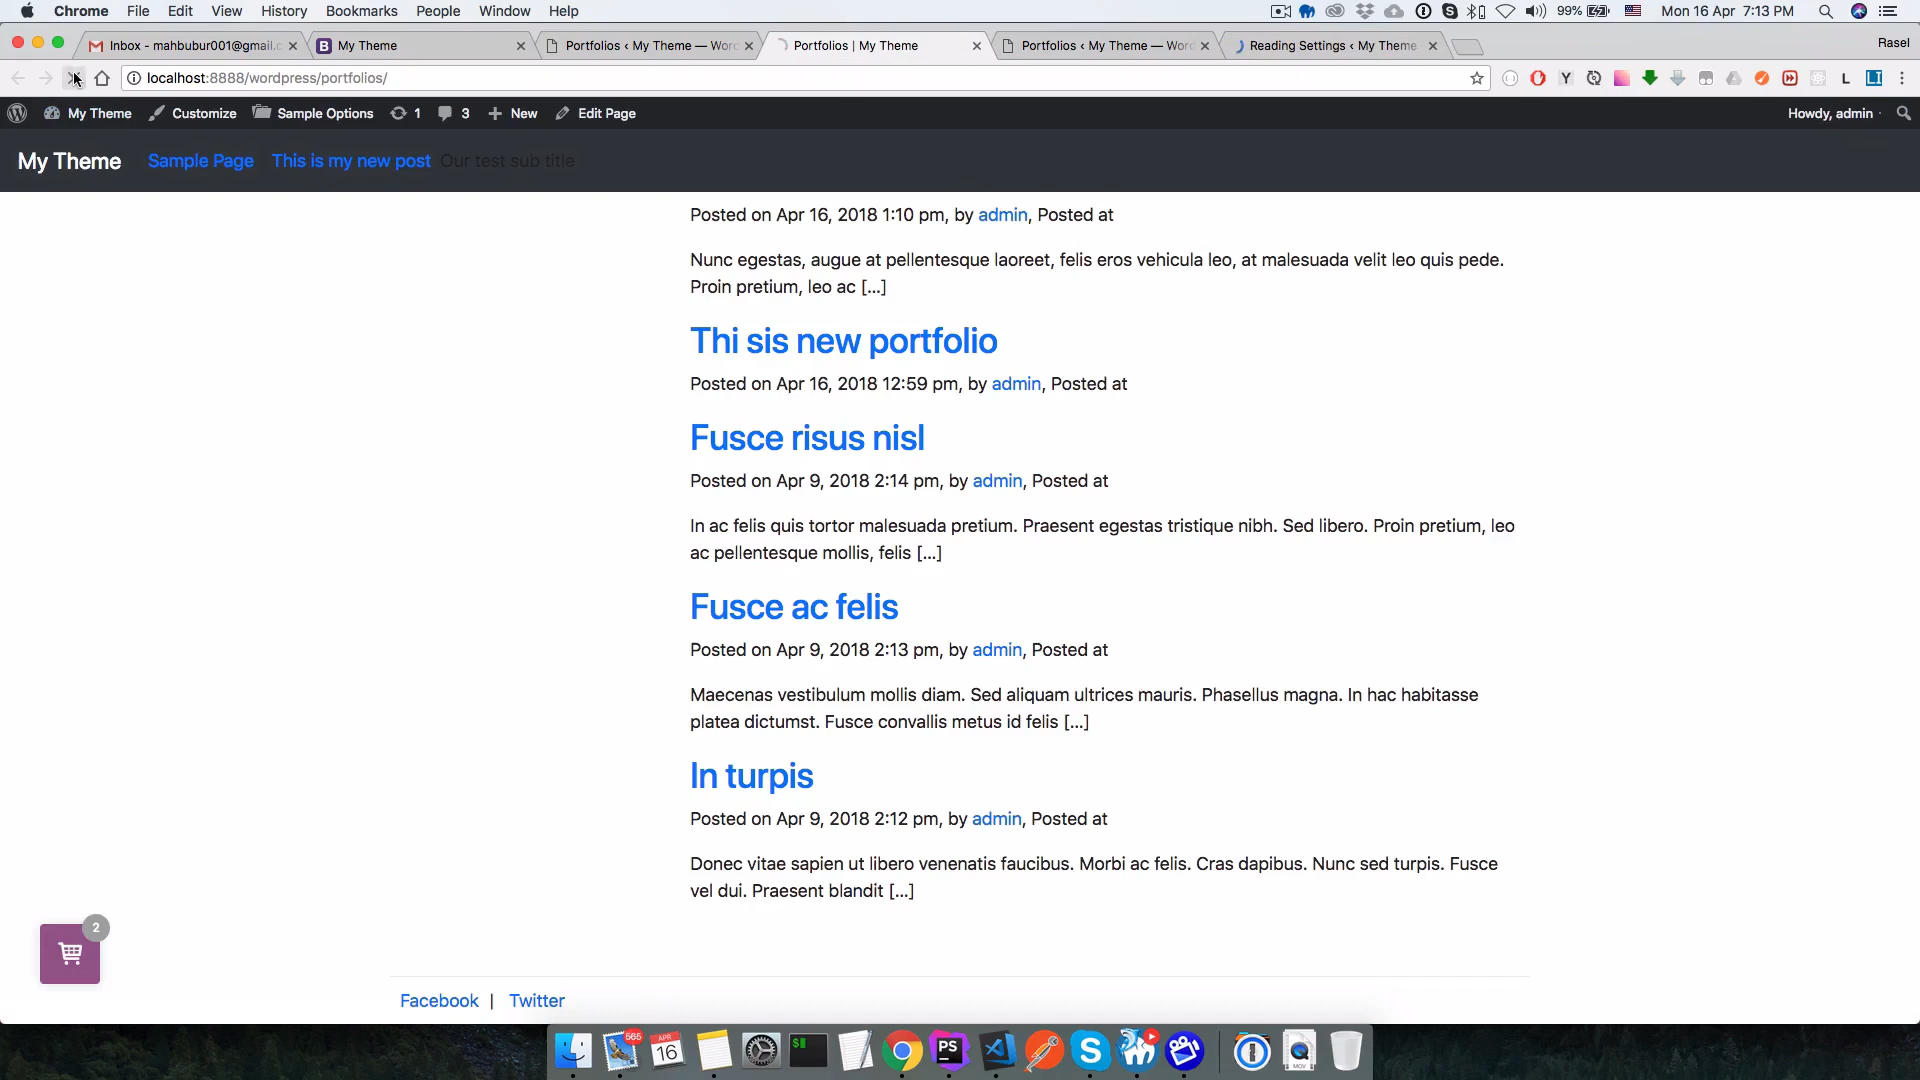 Chrome File Edit View History Bookmarks People Window Help 99% Mon 16 Apr 7:13 PM
Inbox - mahbubur001@gmail.c My Theme Portfolios ‹ My Theme — Word Portfolios | My Theme Portfolios ‹ My Theme — Word Reading Settings ‹ My Theme Rasel
localhost:8888/wordpress/portfolios/
My Theme Customize Sample Options 1 3 New Edit Page Howdy, admin
My Theme Sample Page This is my new post Our test sub title
Posted on Apr 16, 2018 1:10 pm, by admin, Posted at
Nunc egestas, augue at pellentesque laoreet, felis eros vehicula leo, at malesuada velit leo quis pede.
Proin pretium, leo ac [...]
Thi sis new portfolio
Posted on Apr 16, 2018 12:59 pm, by admin, Posted at
Fusce risus nisl
Posted on Apr 9, 2018 2:14 pm, by admin, Posted at
In ac felis quis tortor malesuada pretium. Praesent egestas tristique nibh. Sed libero. Proin pretium, leo
ac pellentesque mollis, felis [...]
Fusce ac felis
Posted on Apr 9, 2018 2:13 pm, by admin, Posted at
Maecenas vestibulum mollis diam. Sed aliquam ultrices mauris. Phasellus magna. In hac habitasse
platea dictumst. Fusce convallis metus id felis [...]
In turpis
Posted on Apr 9, 2018 2:12 pm, by admin, Posted at
Donec vitae sapien ut libero venenatis faucibus. Morbi ac felis. Cras dapibus. Nunc sed turpis. Fusce
vel dui. Praesent blandit [...]
2
Facebook | Twitter
565 APR 16 $ PS S MOV